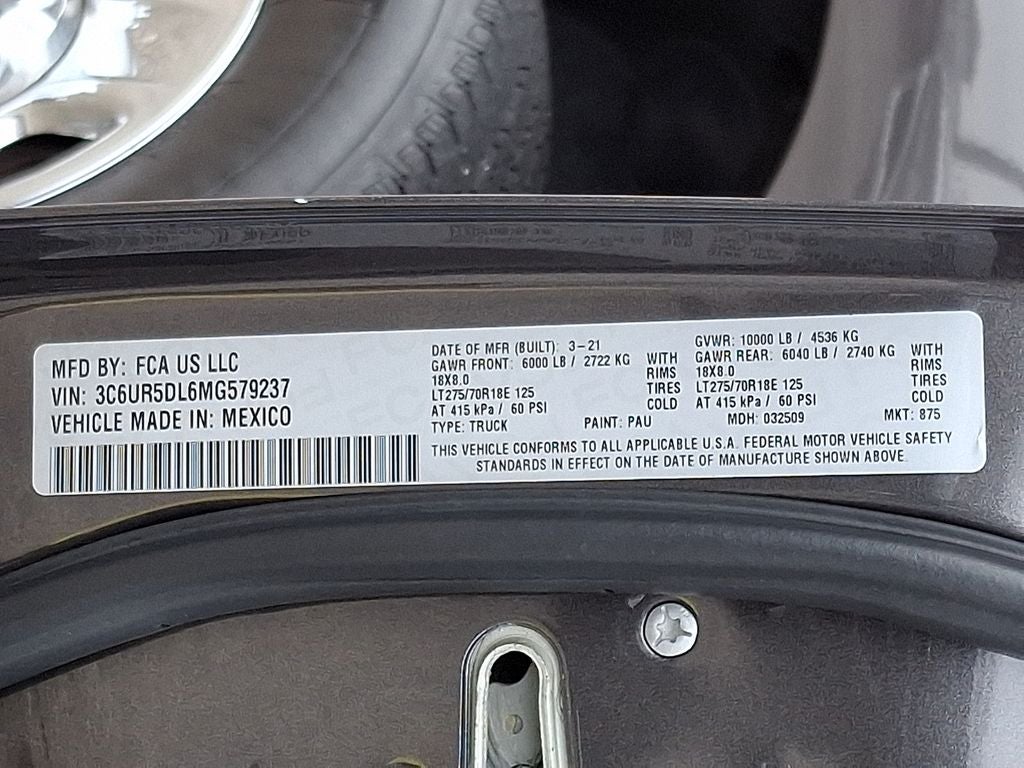 MFD BY: FCA US LLC
VIN: 3C6UR5DL6MG579237
VEHICLE MADE IN: MEXICO
DATE OF MFR (BUILT): 3-21
GAWR FRONT: 6000 LB / 2722 KG
18X8.0
LT275/70R18E 125
AT 415 kPa / 60 PSI
WITH
RIMS
TIRES
COLD
TYPE: TRUCK
PAINT: PAU
GVWR: 10000 LB / 4536 KG
GAWR REAR: 6040 LB / 2740 KG
18X8.0
LT275/70R18E 125
AT 415 kPa / 60 PSI
WITH
RIMS
TIRES
COLD
MDH: 032509
MKT: 875
THIS VEHICLE CONFORMS TO ALL APPLICABLE U.S.A. FEDERAL MOTOR VEHICLE SAFETY
STANDARDS IN EFFECT ON THE DATE OF MANUFACTURE SHOWN ABOVE.